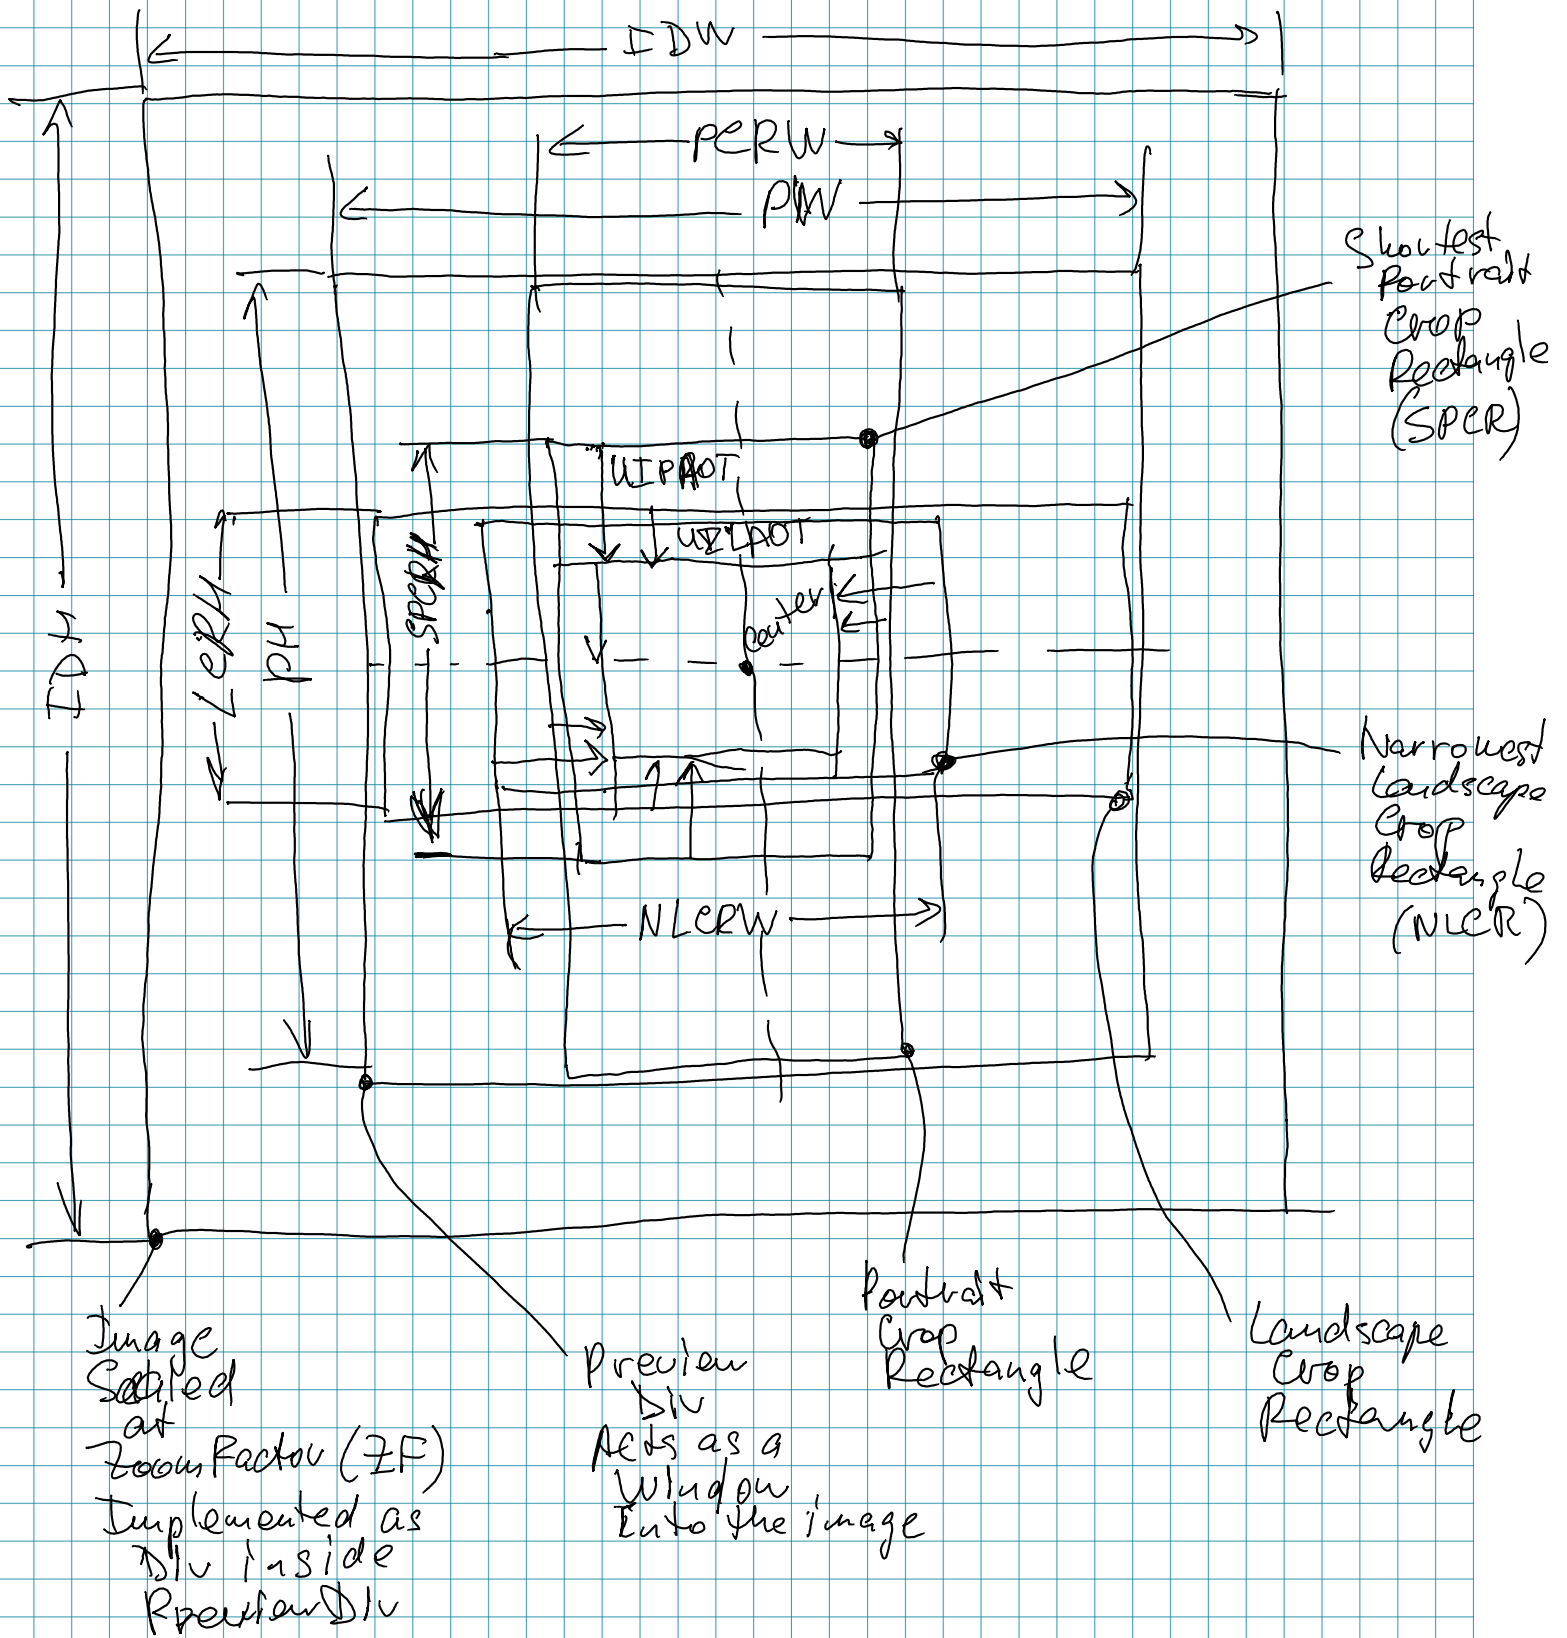 IDW
PCRW
PW
Shortest
Portrait
Crop
Rectangle
(SPCR)
UIPAOT
UILAOT
SPCRH
LCRH
PH
IDH
Center
Narrowest
Landscape
Crop
Rectangle
(NLCR)
NLCRW
Image
Scaled
at
ZoomFactor (ZF)
Implemented as
Div inside
PreviewDiv
Preview
Div
Acts as a
Window
Into the image
Portrait
Crop
Rectangle
Landscape
Crop
Rectangle